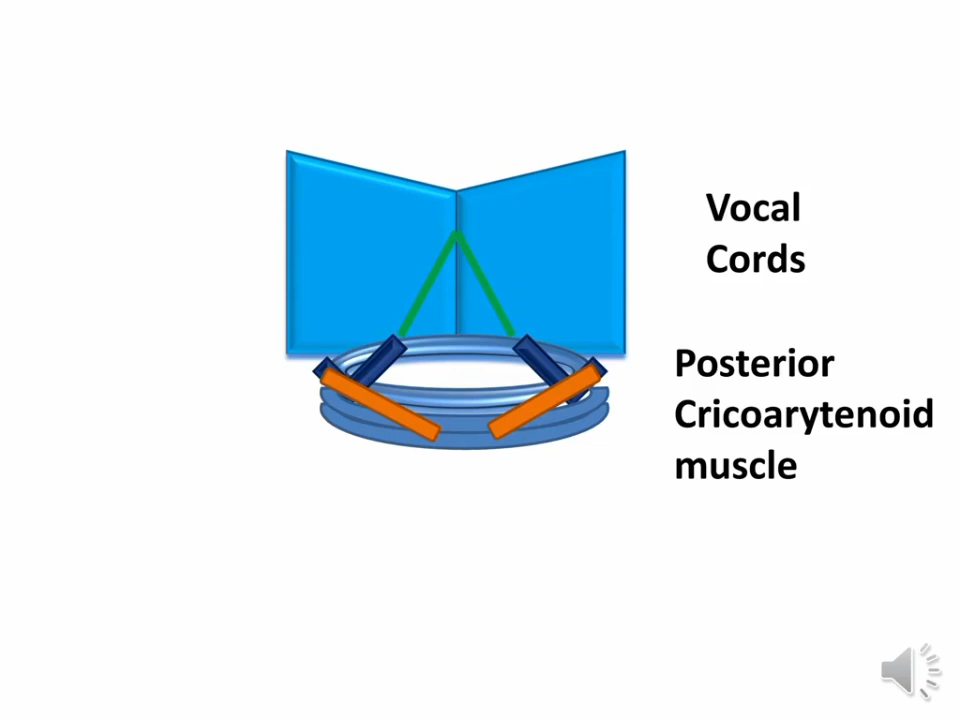 Vocal
Cords
Posterior
Cricoarytenoid
muscle